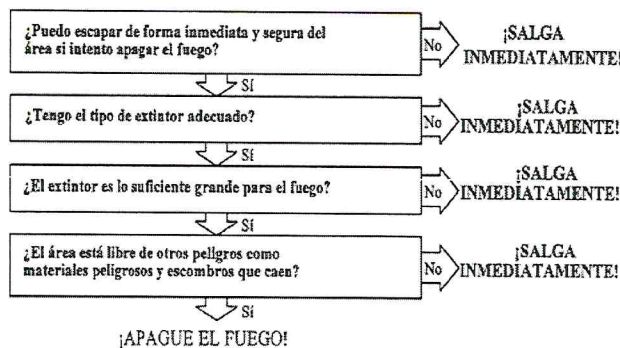 ¿Puedo escapar de forma inmediata y segura del
área si intento apagar el fuego?
No
¡SALGA
INMEDIATAMENTE!
Sí
¿Tengo el tipo de extintor adecuado?
No
¡SALGA
INMEDIATAMENTE!
Sí
¿El extintor es lo suficiente grande para el fuego?
No
¡SALGA
INMEDIATAMENTE!
Sí
¿El área está libre de otros peligros como
materiales peligrosos y escombros que caen?
No
¡SALGA
INMEDIATAMENTE!
Sí
¡APAGUE EL FUEGO!